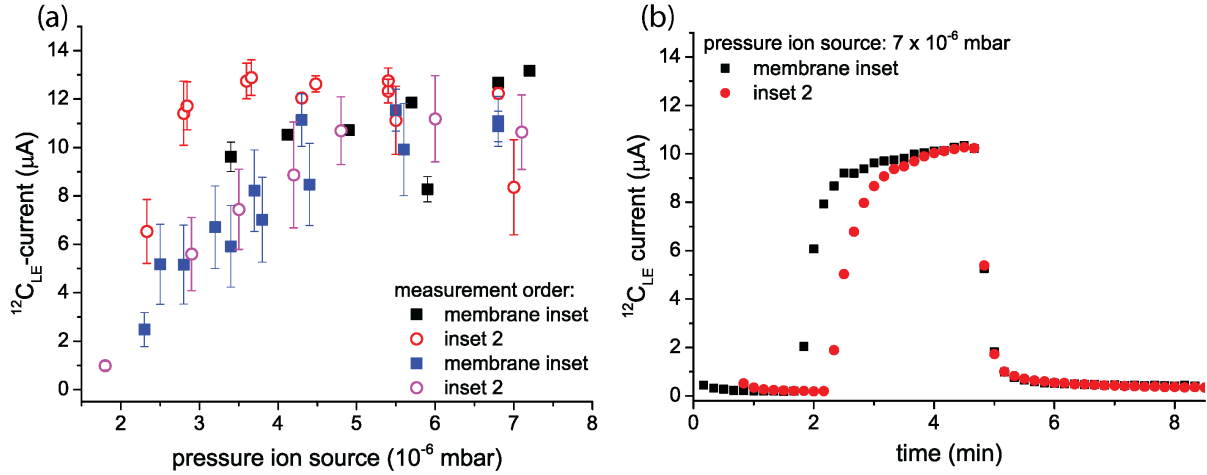 (a)
14
12
10
8
6
4
2
0
¹²C_LE-current (μA)
measurement order:
membrane inset
inset 2
membrane inset
inset 2
2 3 4 5 6 7 8
pressure ion source (10⁻⁶ mbar)
(b)
pressure ion source: 7 x 10⁻⁶ mbar
membrane inset
inset 2
14
12
10
8
6
4
2
0
¹²C_LE current (μA)
0 2 4 6 8
time (min)